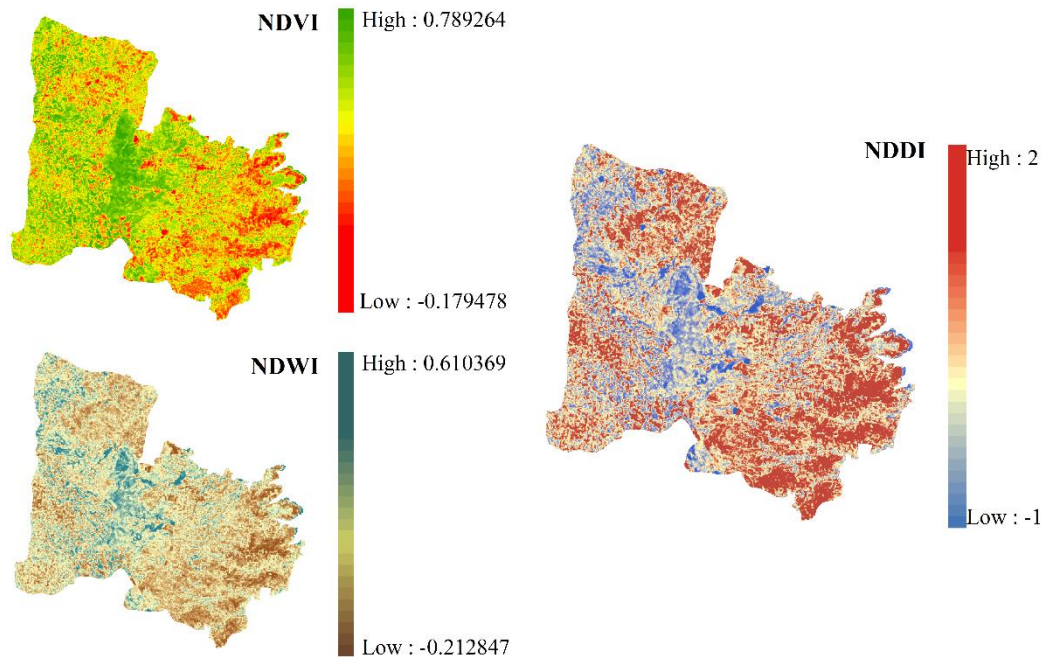 NDVI
High : 0.789264
Low : -0.179478
NDWI
High : 0.610369
Low : -0.212847
NDDI
High : 2
Low : -1